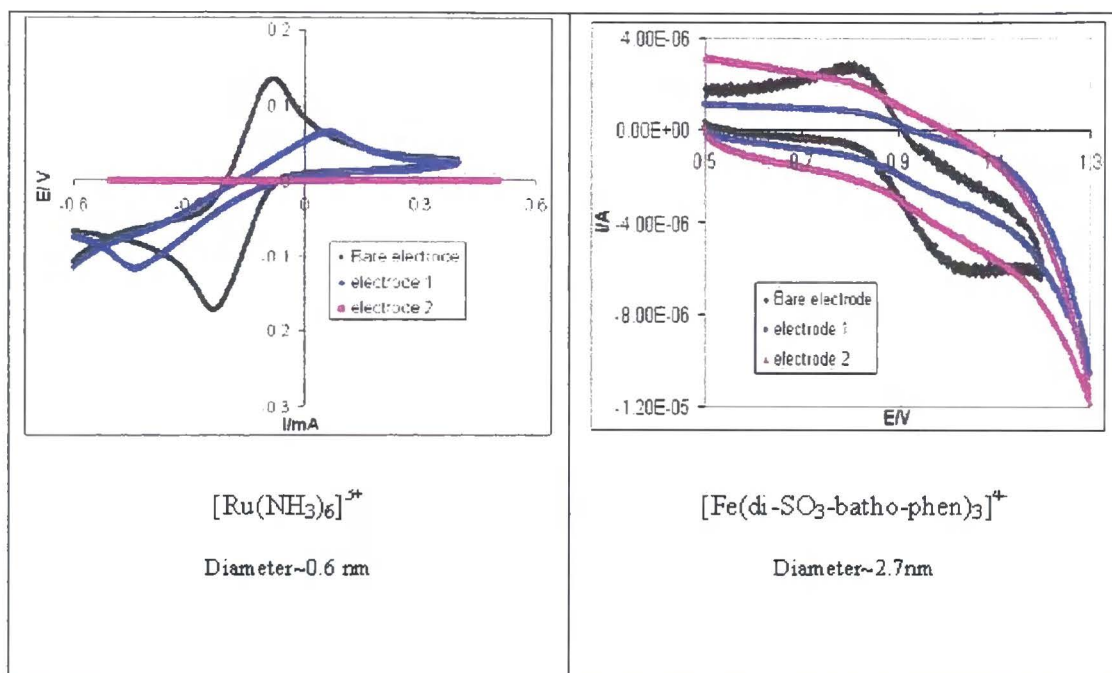 0.2
0.1
E/ V
-0.6
0.0
0.3
0.6
0.1
Bare electrode
electrode 1
electrode 2
0.2
0.3
I/mA
4.00E-06
0.00E+00
0.5
0.7
0.9
1.3
I/A
-4.00E-06
-8.00E-06
-1.20E-05
Bare electrode
electrode 1
electrode 2
E/V
[Ru(NH3)6]3+
Diameter~0.6 nm
[Fe(di-SO3-batho-phen)3]4-
Diameter~2.7nm